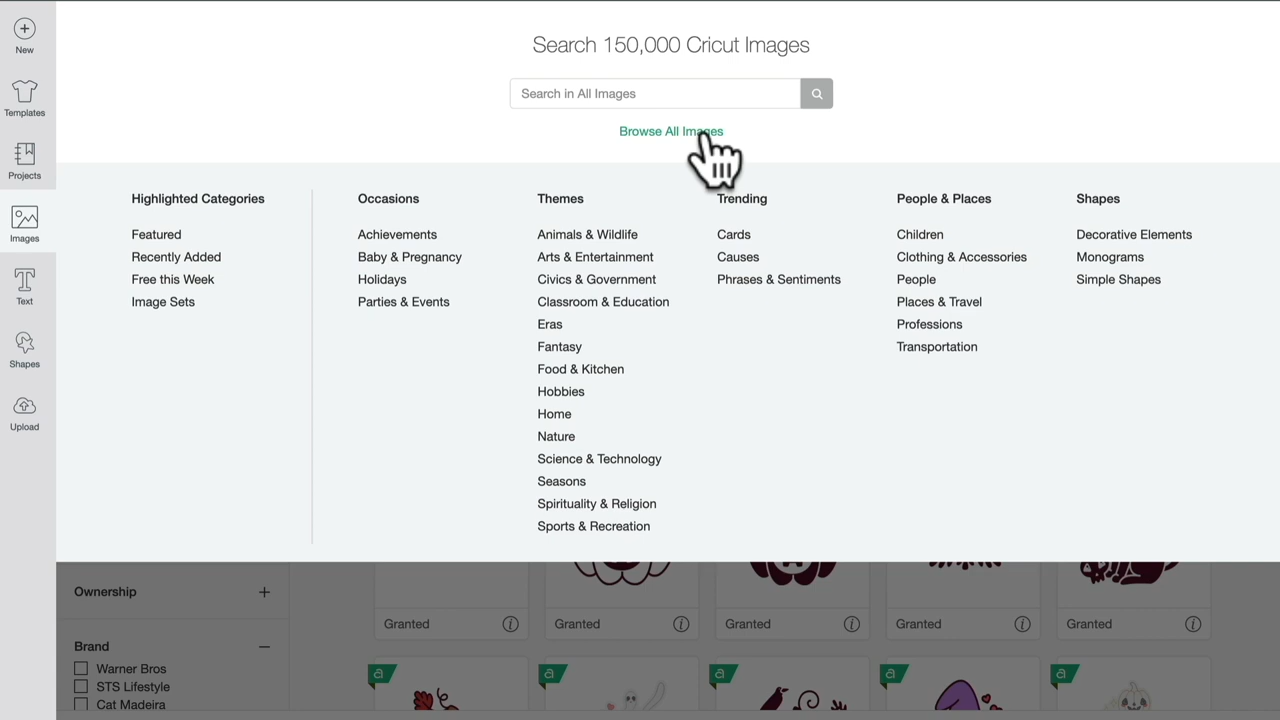 New
Templates
Projects
Images
Text
Shapes
Upload
Search 150,000 Cricut Images
Search in All Images
Browse All Images
Highlighted Categories
Featured
Recently Added
Free this Week
Image Sets
Occasions
Achievements
Baby & Pregnancy
Holidays
Parties & Events
Themes
Animals & Wildlife
Arts & Entertainment
Civics & Government
Classroom & Education
Eras
Fantasy
Food & Kitchen
Hobbies
Home
Nature
Science & Technology
Seasons
Spirituality & Religion
Sports & Recreation
Trending
Cards
Causes
Phrases & Sentiments
People & Places
Children
Clothing & Accessories
People
Places & Travel
Professions
Transportation
Shapes
Decorative Elements
Monograms
Simple Shapes
Ownership
Brand
Warner Bros
STS Lifestyle
Cat Madeira
Granted
Granted
Granted
Granted
Granted
a
a
a
a
a